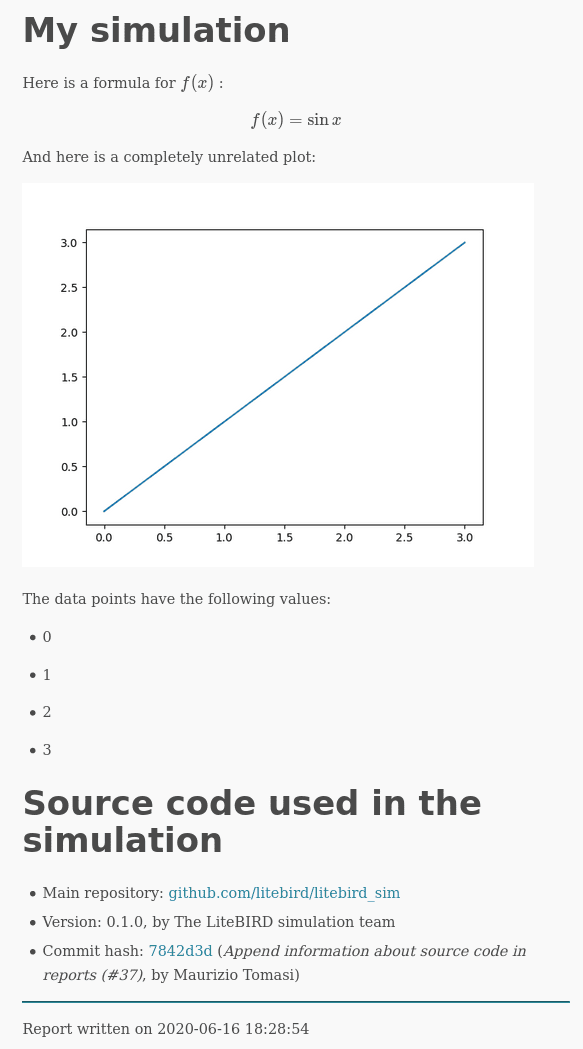 My simulation
Here is a formula for f(x) :
f(x) = sin x
And here is a completely unrelated plot:
3.0
2.5
2.0
1.5
1.0
0.5
0.0
0.0 0.5 1.0 1.5 2.0 2.5 3.0
The data points have the following values:
• 0
• 1
• 2
• 3
Source code used in the
simulation
• Main repository: github.com/litebird/litebird_sim
• Version: 0.1.0, by The LiteBIRD simulation team
• Commit hash: 7842d3d (Append information about source code in
reports (#37), by Maurizio Tomasi)
Report written on 2020-06-16 18:28:54